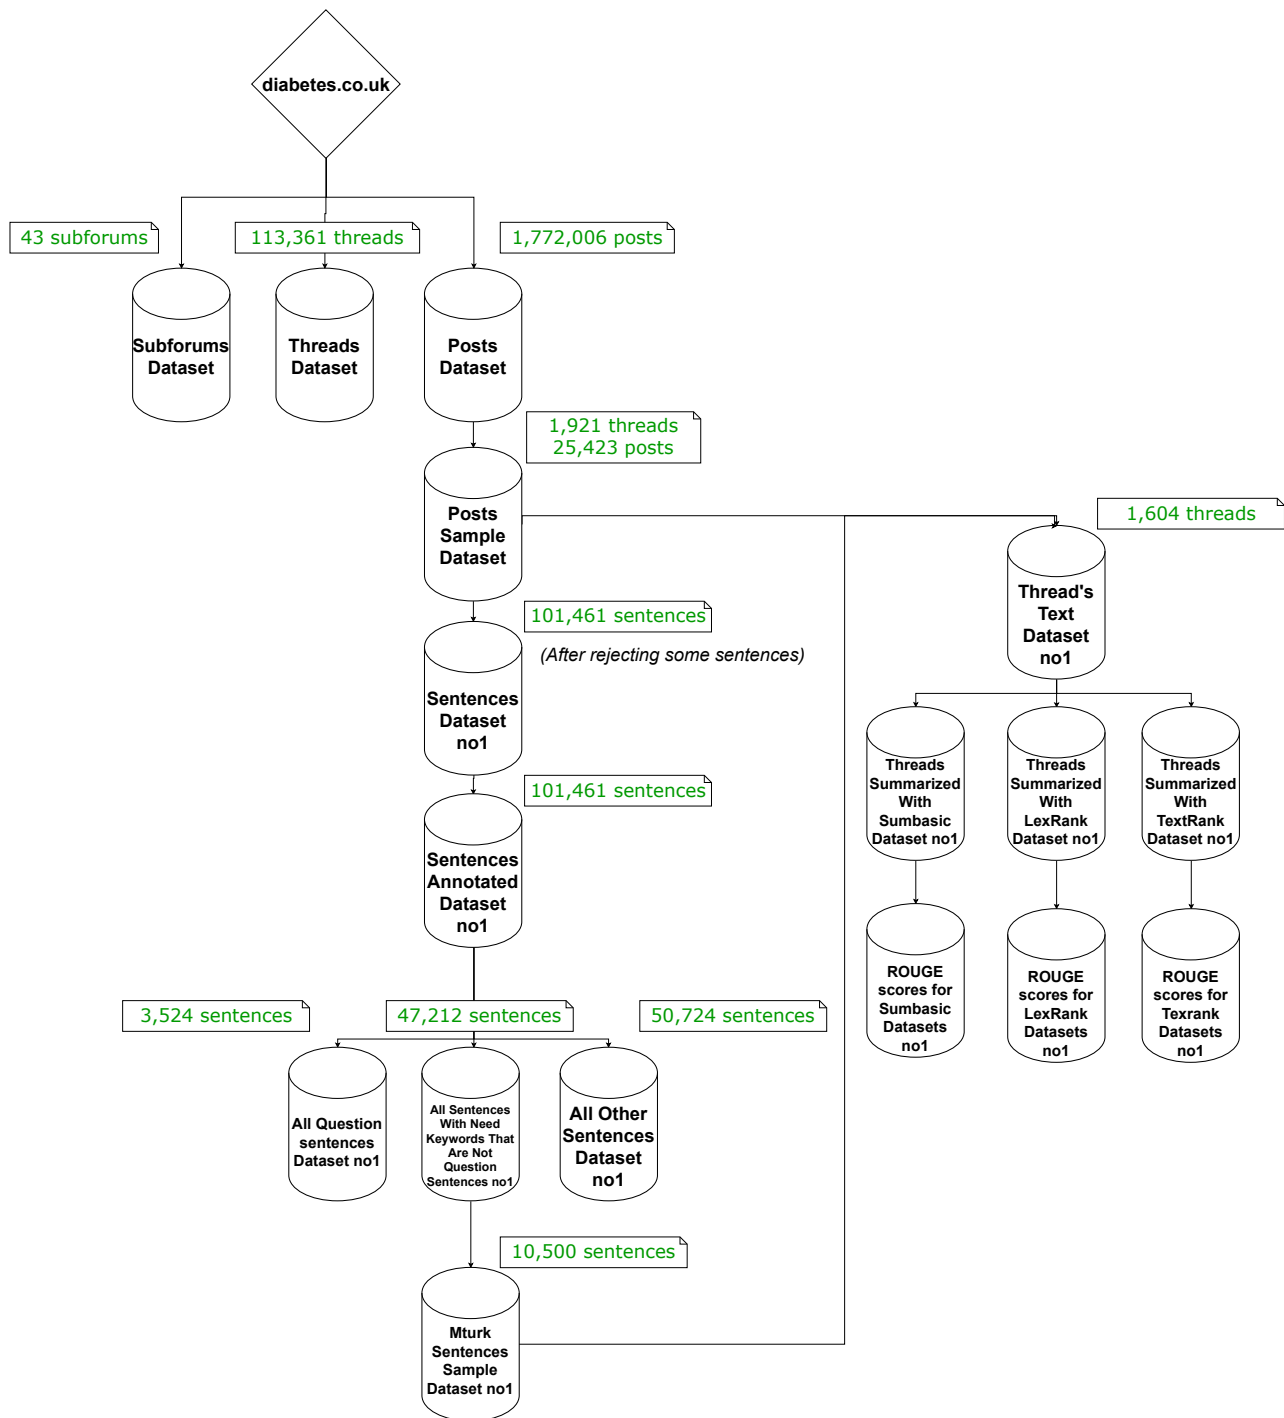 diabetes.co.uk
43 subforums
113,361 threads
1,772,006 posts
Subforums
Dataset
Threads
Dataset
Posts
Dataset
1,921 threads
25,423 posts
Posts
Sample
Dataset
1,604 threads
Thread's
Text
Dataset
no1
101,461 sentences
(After rejecting some sentences)
Sentences
Dataset
no1
101,461 sentences
Sentences
Annotated
Dataset
no1
Threads
Summarized
With
Sumbasic
Dataset no1
Threads
Summarized
With
LexRank
Dataset no1
Threads
Summarized
With
TextRank
Dataset no1
ROUGE
scores for
Sumbasic
Datasets
no1
ROUGE
scores for
LexRank
Datasets
no1
ROUGE
scores for
Texrank
Datasets
no1
3,524 sentences
47,212 sentences
50,724 sentences
All Question
sentences
Dataset no1
All Sentences
With Need
Keywords That
Are Not
Question
Sentences no1
All Other
Sentences
Dataset
no1
10,500 sentences
Mturk
Sentences
Sample
Dataset no1